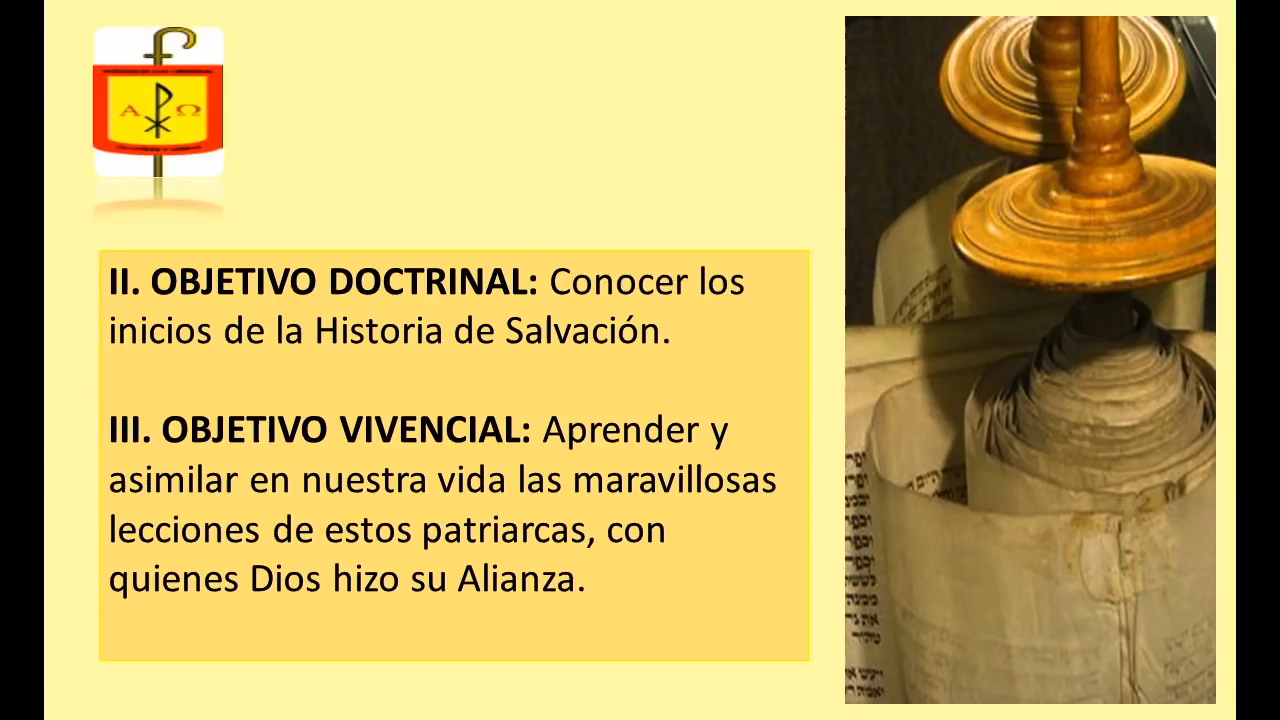 Α Ω
II. OBJETIVO DOCTRINAL: Conocer los
inicios de la Historia de Salvación.
III. OBJETIVO VIVENCIAL: Aprender y
asimilar en nuestra vida las maravillosas
lecciones de estos patriarcas, con
quienes Dios hizo su Alianza.